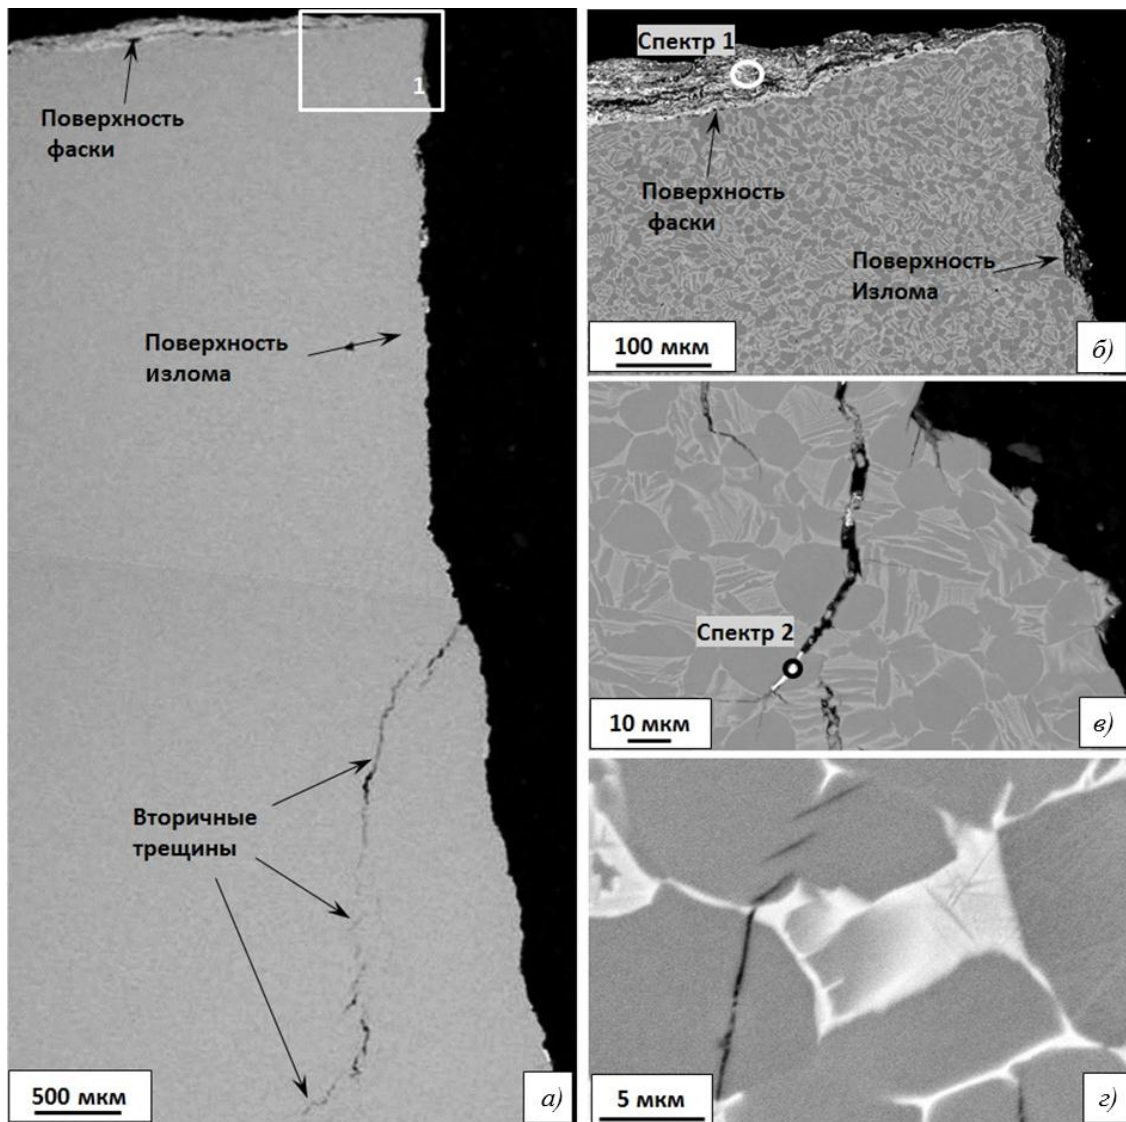 1
Поверхность
фаски
Поверхность
излома
Вторичные
трещины
500 мкм
а)
Спектр 1
Поверхность
фаски
Поверхность
Излома
100 мкм
б)
Спектр 2
10 мкм
в)
5 мкм
г)